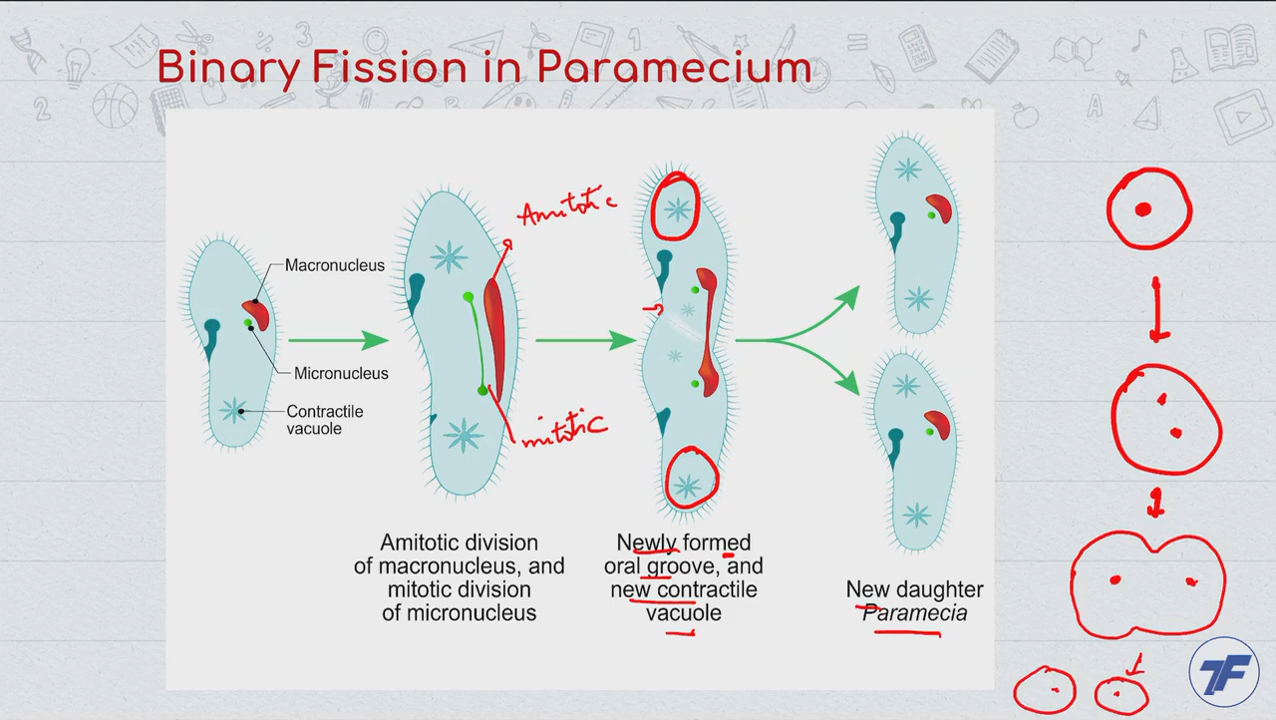 Binary Fission in Paramecium
Amitotic
Macronucleus
Micronucleus
Contractile
vacuole
mitotic
Amitotic division
of macronucleus, and
mitotic division
of micronucleus
Newly formed
oral groove, and
new contractile
vacuole
New daughter
Paramecia
TF